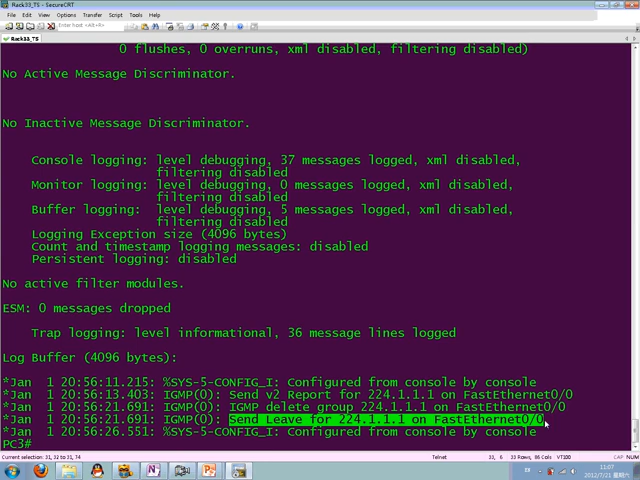 Rack33_TS - SecureCRT
File Edit View Options Transfer Script Tools Help
Enter host <Alt+R>
Rack33_TS
0 flushes, 0 overruns, xml disabled, filtering disabled)
No Active Message Discriminator.
No Inactive Message Discriminator.
Console logging: level debugging, 37 messages logged, xml disabled,
filtering disabled
Monitor logging: level debugging, 0 messages logged, xml disabled,
filtering disabled
Buffer logging:  level debugging, 5 messages logged, xml disabled,
filtering disabled
Logging Exception size (4096 bytes)
Count and timestamp logging messages: disabled
Persistent logging: disabled
No active filter modules.
ESM: 0 messages dropped
Trap logging: level informational, 36 message lines logged
Log Buffer (4096 bytes):
*Jan  1 20:56:11.215: %SYS-5-CONFIG_I: Configured from console by console
*Jan  1 20:56:13.403: IGMP(0): Send v2 Report for 224.1.1.1 on FastEthernet0/0
*Jan  1 20:56:21.691: IGMP(0): IGMP delete group 224.1.1.1 on FastEthernet0/0
*Jan  1 20:56:21.691: IGMP(0): Send Leave for 224.1.1.1 on FastEthernet0/0
*Jan  1 20:56:26.551: %SYS-5-CONFIG_I: Configured from console by console
PC3#
Current selection: 31, 32 to 31, 74 Telnet 33, 6 33 Rows, 86 Cols VT100 CAP NUM
11:07
2012/7/21 星期六